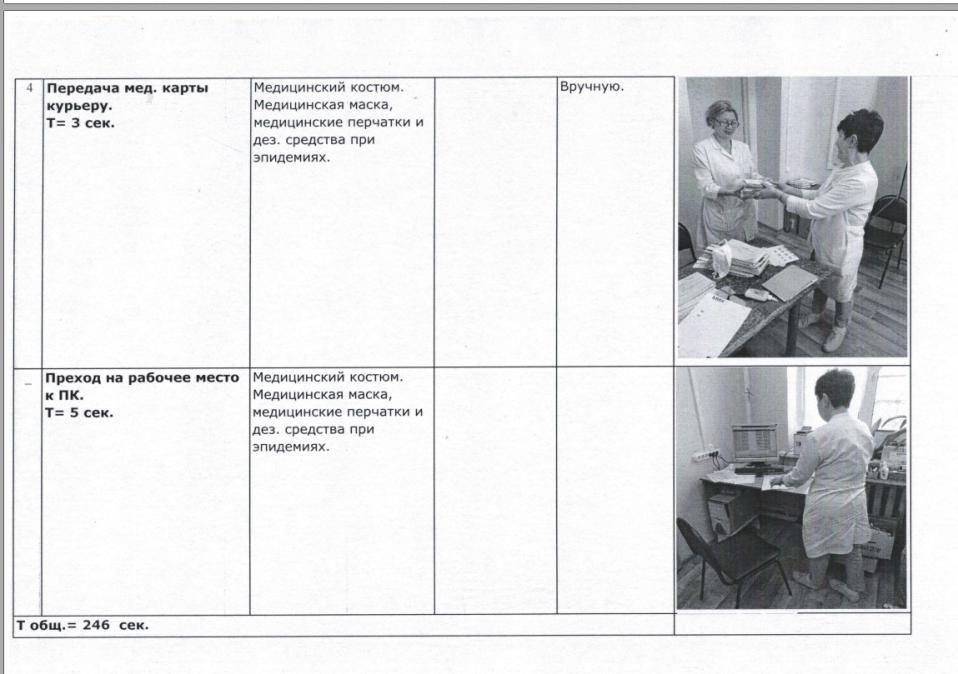 4
Передача мед. карты
курьеру.
Т= 3 сек.
Медицинский костюм.
Медицинская маска,
медицинские перчатки и
дез. средства при
эпидемиях.
Вручную.
_
Преход на рабочее место
к ПК.
Т= 5 сек.
Медицинский костюм.
Медицинская маска,
медицинские перчатки и
дез. средства при
эпидемиях.
Т общ.= 246 сек.